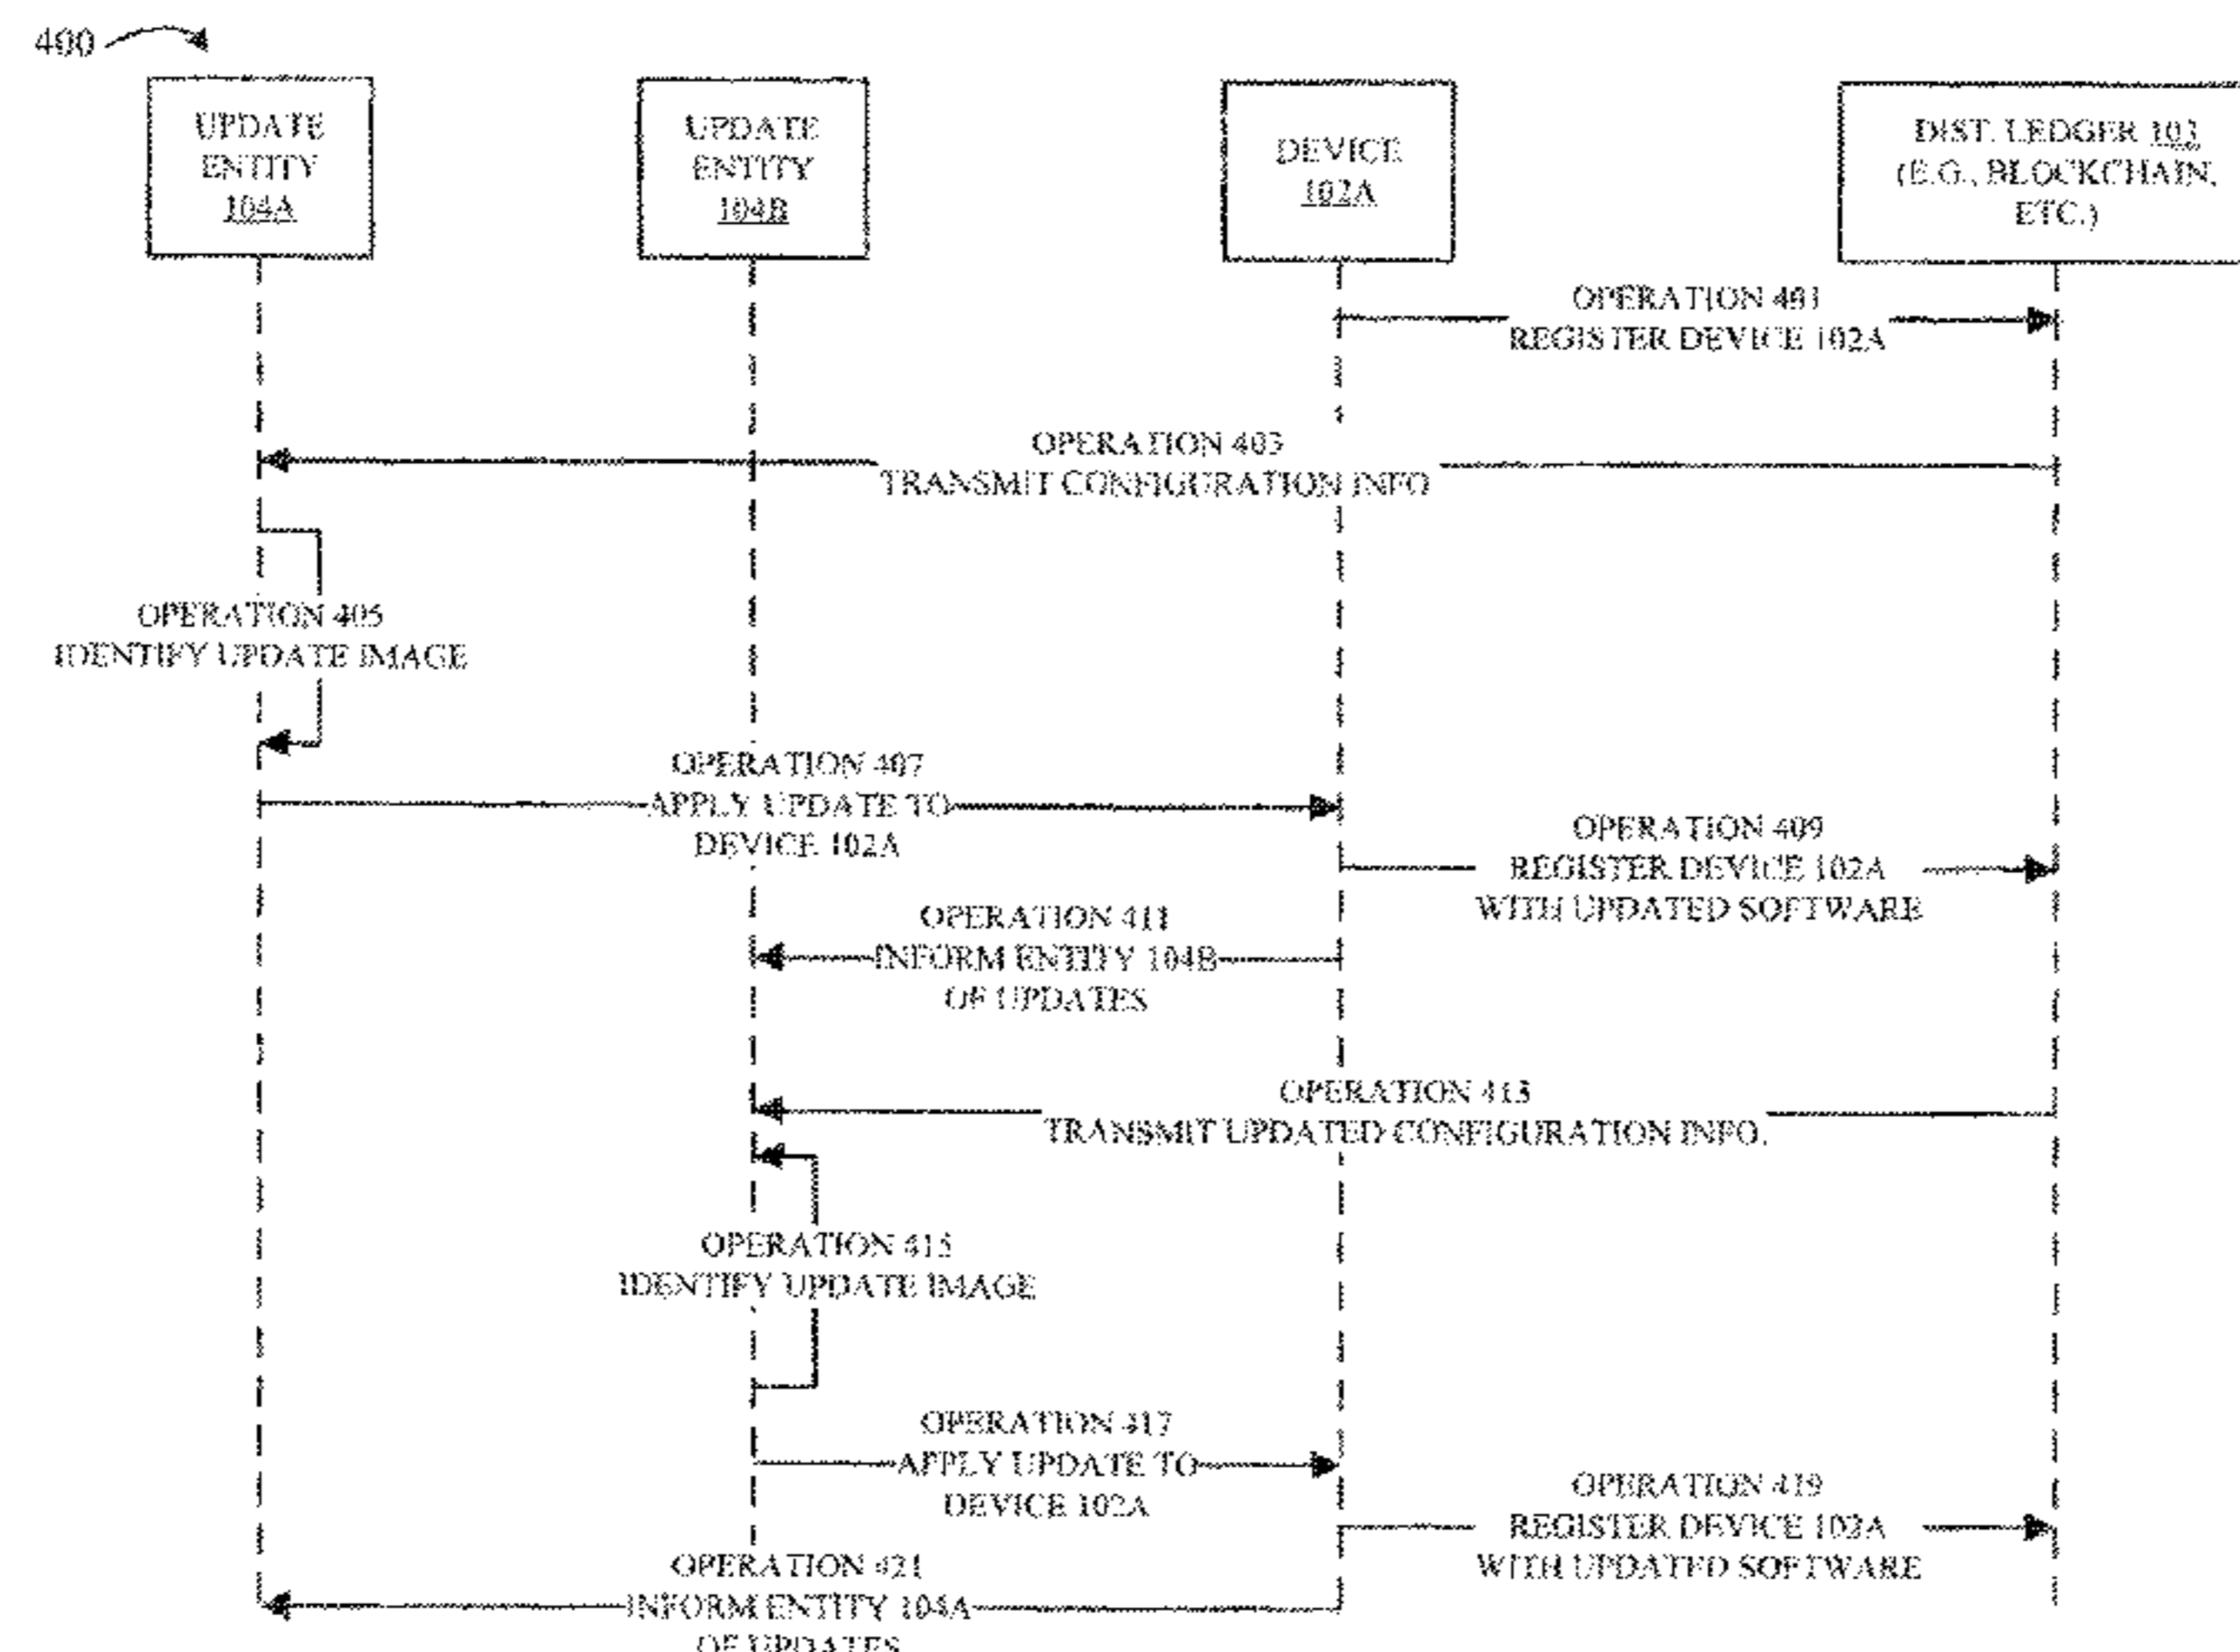 400
UPDATE
ENTITY
104A
UPDATE
ENTITY
104B
DEVICE
102A
DIST. LEDGER 103
(E.G., BLOCKCHAIN,
ETC.)
OPERATION 401
REGISTER DEVICE 102A
OPERATION 403
TRANSMIT CONFIGURATION INFO
OPERATION 405
IDENTIFY UPDATE IMAGE
OPERATION 407
APPLY UPDATE TO
DEVICE 102A
OPERATION 409
REGISTER DEVICE 102A
WITH UPDATED SOFTWARE
OPERATION 411
INFORM ENTITY 104B
OF UPDATES
OPERATION 413
TRANSMIT UPDATED CONFIGURATION INFO.
OPERATION 415
IDENTIFY UPDATE IMAGE
OPERATION 417
APPLY UPDATE TO
DEVICE 102A
OPERATION 419
REGISTER DEVICE 102A
WITH UPDATED SOFTWARE
OPERATION 421
INFORM ENTITY 104A
OF UPDATES